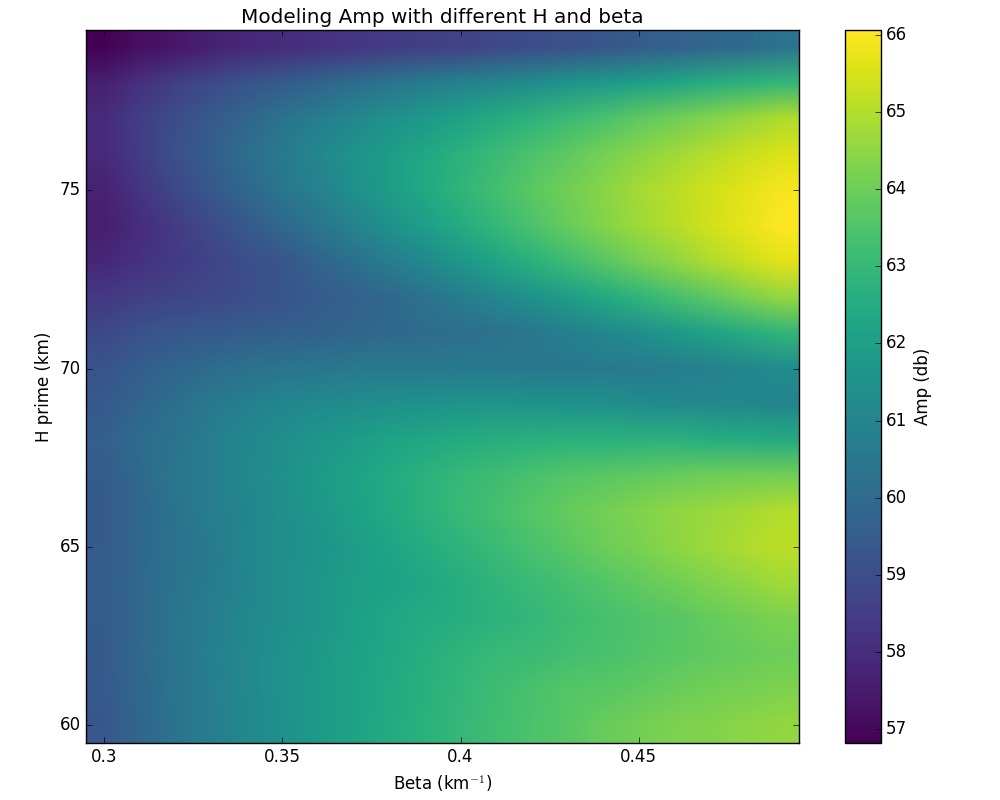 Modeling Amp with different H and beta
H prime (km)
75
70
65
60
0.3 0.35 0.4 0.45
Beta (km⁻¹)
66
65
64
63
62
61
60
59
58
57
Amp (db)